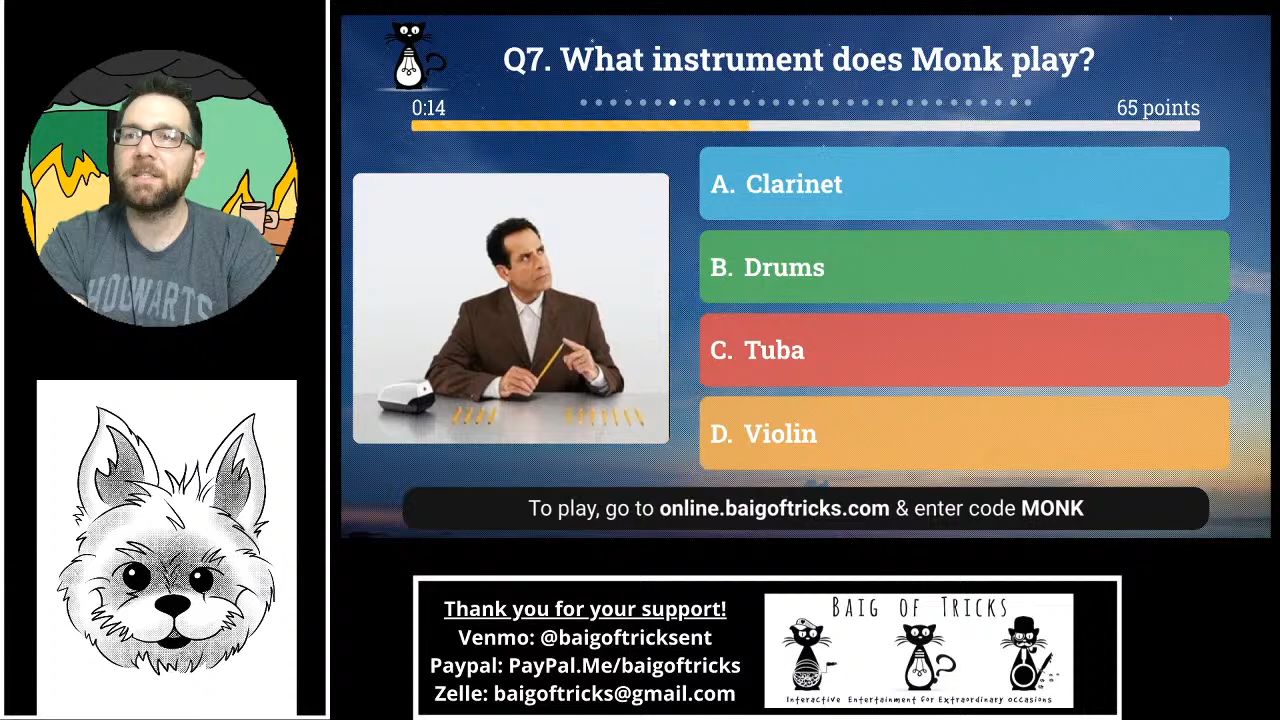 Q7. What instrument does Monk play?
0:14
65 points
A. Clarinet
B. Drums
C. Tuba
D. Violin
To play, go to online.baigoftricks.com & enter code MONK
HOGWARTS
Thank you for your support!
Venmo: @baigoftricksent
Paypal: PayPal.Me/baigoftricks
Zelle: baigoftricks@gmail.com
BAIG OF TRICKS
Interactive Entertainment for Extraordinary occasions